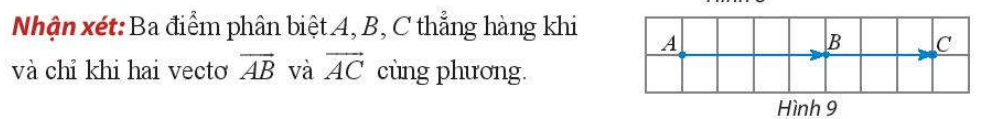 Nhận xét: Ba điểm phân biệt A, B, C thẳng hàng khi
và chỉ khi hai vectơ AB và AC cùng phương.
A B C
Hình 9